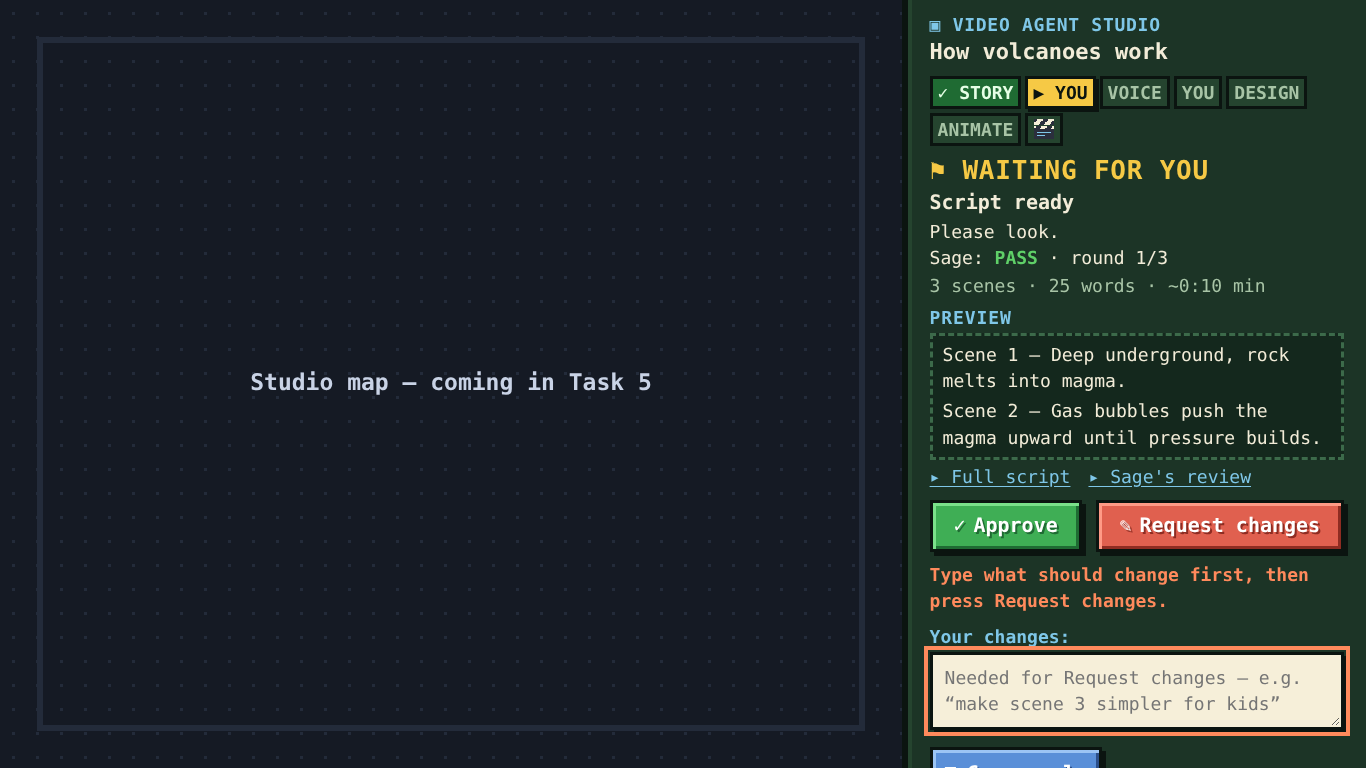 ▣ VIDEO AGENT STUDIO
How volcanoes work
✓ STORY ▶ YOU VOICE YOU DESIGN
ANIMATE 🎬
⚑ WAITING FOR YOU
Script ready
Please look.
Sage: PASS · round 1/3
3 scenes · 25 words · ~0:10 min
PREVIEW
Scene 1 — Deep underground, rock
melts into magma.
Scene 2 — Gas bubbles push the
magma upward until pressure builds.
▸ Full script ▸ Sage's review
✓ Approve ✎ Request changes
Type what should change first, then
press Request changes.
Your changes:
Needed for Request changes — e.g.
“make scene 3 simpler for kids”
Studio map — coming in Task 5